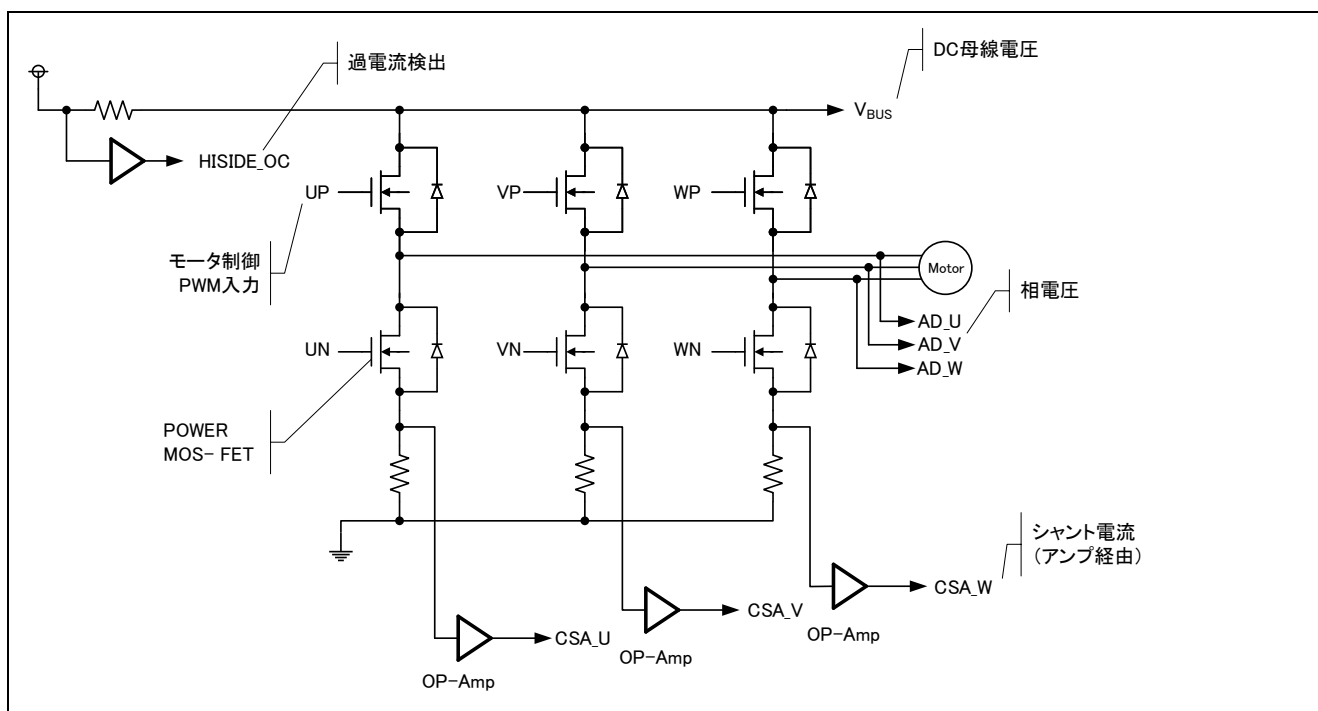 過電流検出
DC母線電圧
VBUS
HISIDE_OC
UP
VP
WP
モータ制御
PWM入力
Motor
相電圧
AD_U
AD_V
AD_W
UN
VN
WN
POWER
MOS- FET
シャント電流
(アンプ経由)
CSA_W
CSA_V
OP-Amp
CSA_U
OP-Amp
OP-Amp